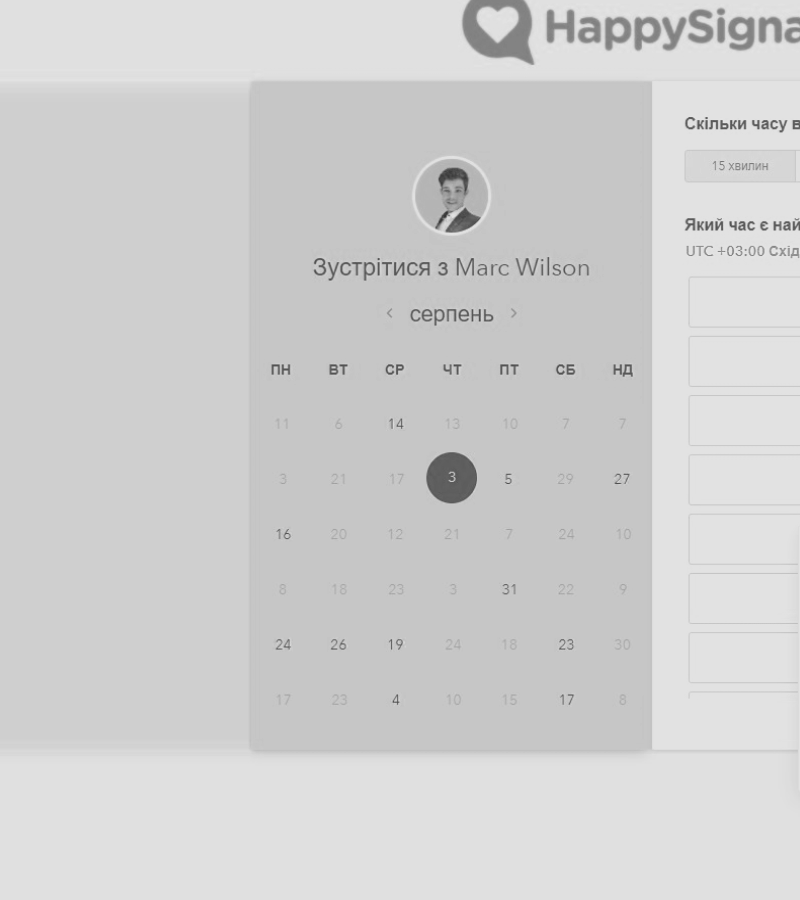 HappySigna
Зустрітися з Marc Wilson
серпень
ПН ВТ СР ЧТ ПТ СБ НД
11 6 14 13 10 7 7
3 21 17 3 5 29 27
16 20 12 21 7 24 10
8 18 23 3 31 22 9
24 26 19 24 18 23 30
17 23 4 10 15 17 8
Скільки часу в
15 хвилин
Який час є най
UTC +03:00 Схід